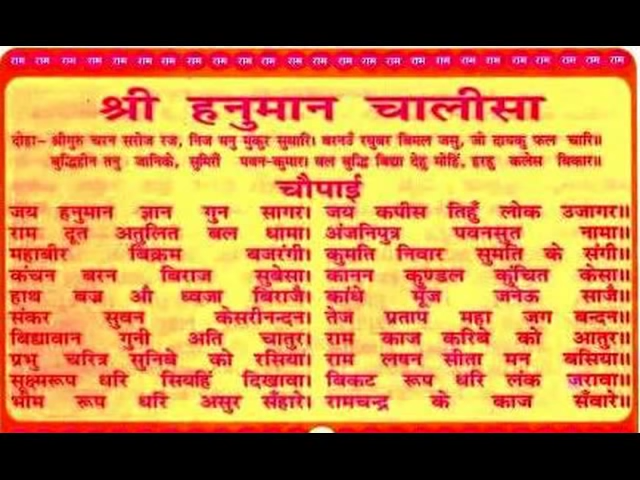 राम राम राम राम राम राम राम राम राम राम राम राम राम राम राम राम राम राम राम राम राम राम राम
श्री हनुमान चालीसा
दोहा– श्रीगुरु चरन सरोज रज, निज मनु मुकुर सुधारि। बरनउँ रघुबर बिमल जसु, जो दायकु फल चारि॥
बुद्धिहीन तनु जानिके, सुमिरौं पवन-कुमार। बल बुद्धि बिद्या देहु मोहिं, हरहु कलेस बिकार॥
चौपाई
जय हनुमान ज्ञान गुन सागर। जय कपीस तिहुँ लोक उजागर॥
राम दूत अतुलित बल धामा। अंजनिपुत्र पवनसुत नामा॥
महाबीर बिक्रम बजरंगी। कुमति निवार सुमति के संगी॥
कंचन बरन बिराज सुबेसा। कानन कुण्डल कुंचित केसा॥
हाथ बज्र औ ध्वजा बिराजै। कांधे मूँज जनेऊ साजै॥
संकर सुवन केसरीनन्दन। तेज प्रताप महा जग बन्दन॥
बिद्यावान गुनी अति चातुर। राम काज करिबे को आतुर॥
प्रभु चरित्र सुनिबे को रसिया। राम लषन सीता मन बसिया॥
सूक्ष्मरूप धरि सियहिं दिखावा। बिकट रूप धरि लंक जरावा॥
भीम रूप धरि असुर सँहारे। रामचन्द्र के काज सँवारे॥